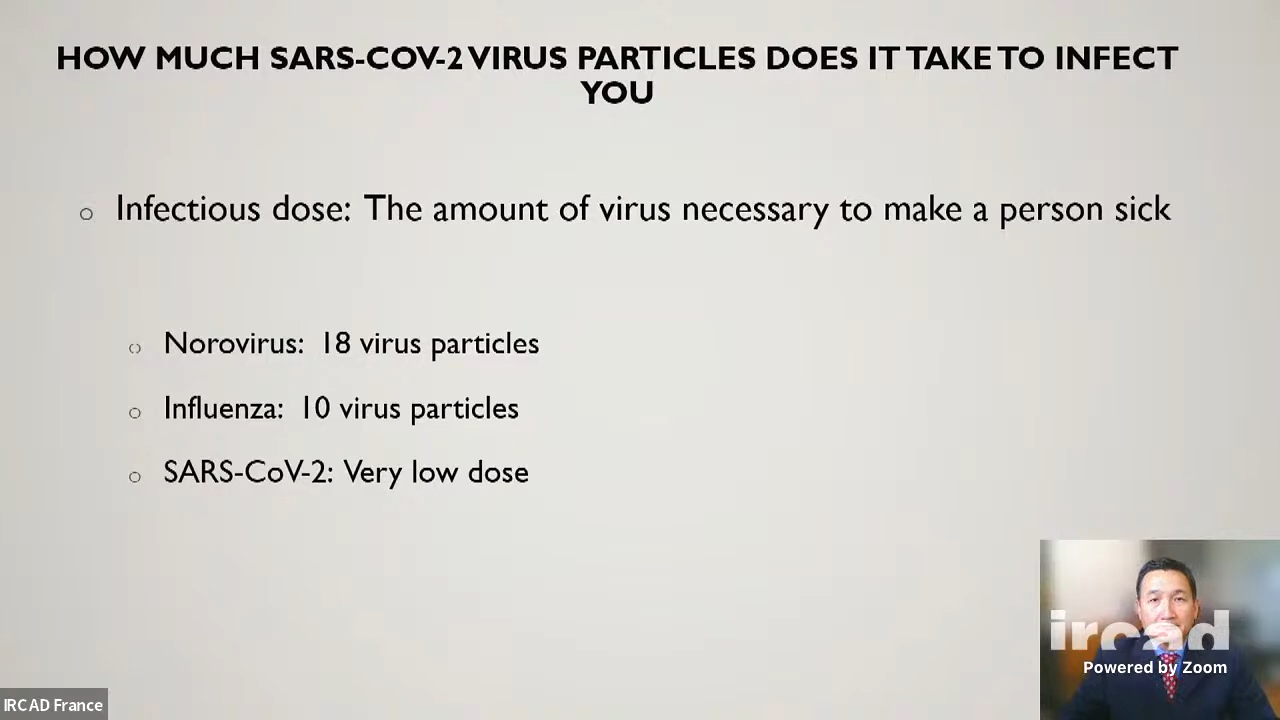 HOW MUCH SARS-COV-2 VIRUS PARTICLES DOES IT TAKE TO INFECT
YOU
Infectious dose: The amount of virus necessary to make a person sick
Norovirus: 18 virus particles
Influenza: 10 virus particles
SARS-CoV-2: Very low dose
ircad
Powered by Zoom
IRCAD France